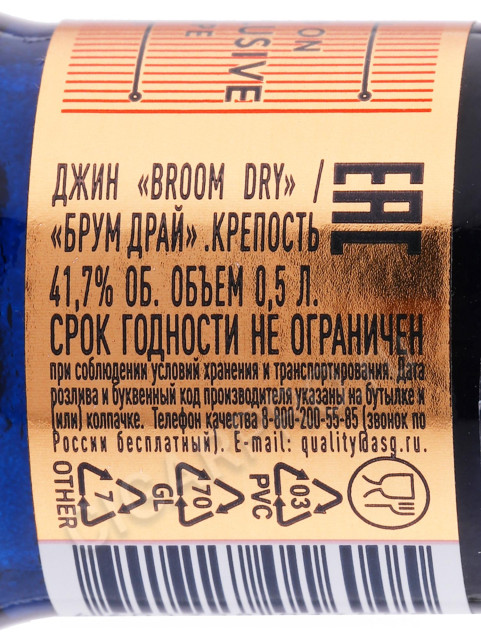 ON
USIVE
PE
ДЖИН «BROOM DRY» /
«БРУМ ДРАЙ» .КРЕПОСТЬ
41,7% ОБ. ОБЪЕМ 0,5 Л.
СРОК ГОДНОСТИ НЕ ОГРАНИЧЕН
при соблюдении условий хранения и транспортирования. Дата
розлива и буквенный код производителя указаны на бутылке и
(или) колпачке. Телефон качества 8-800-200-55-85 (звонок по
России бесплатный). E-mail: quality@asg.ru.
EAC
7
OTHER
70
GL
03
PVC